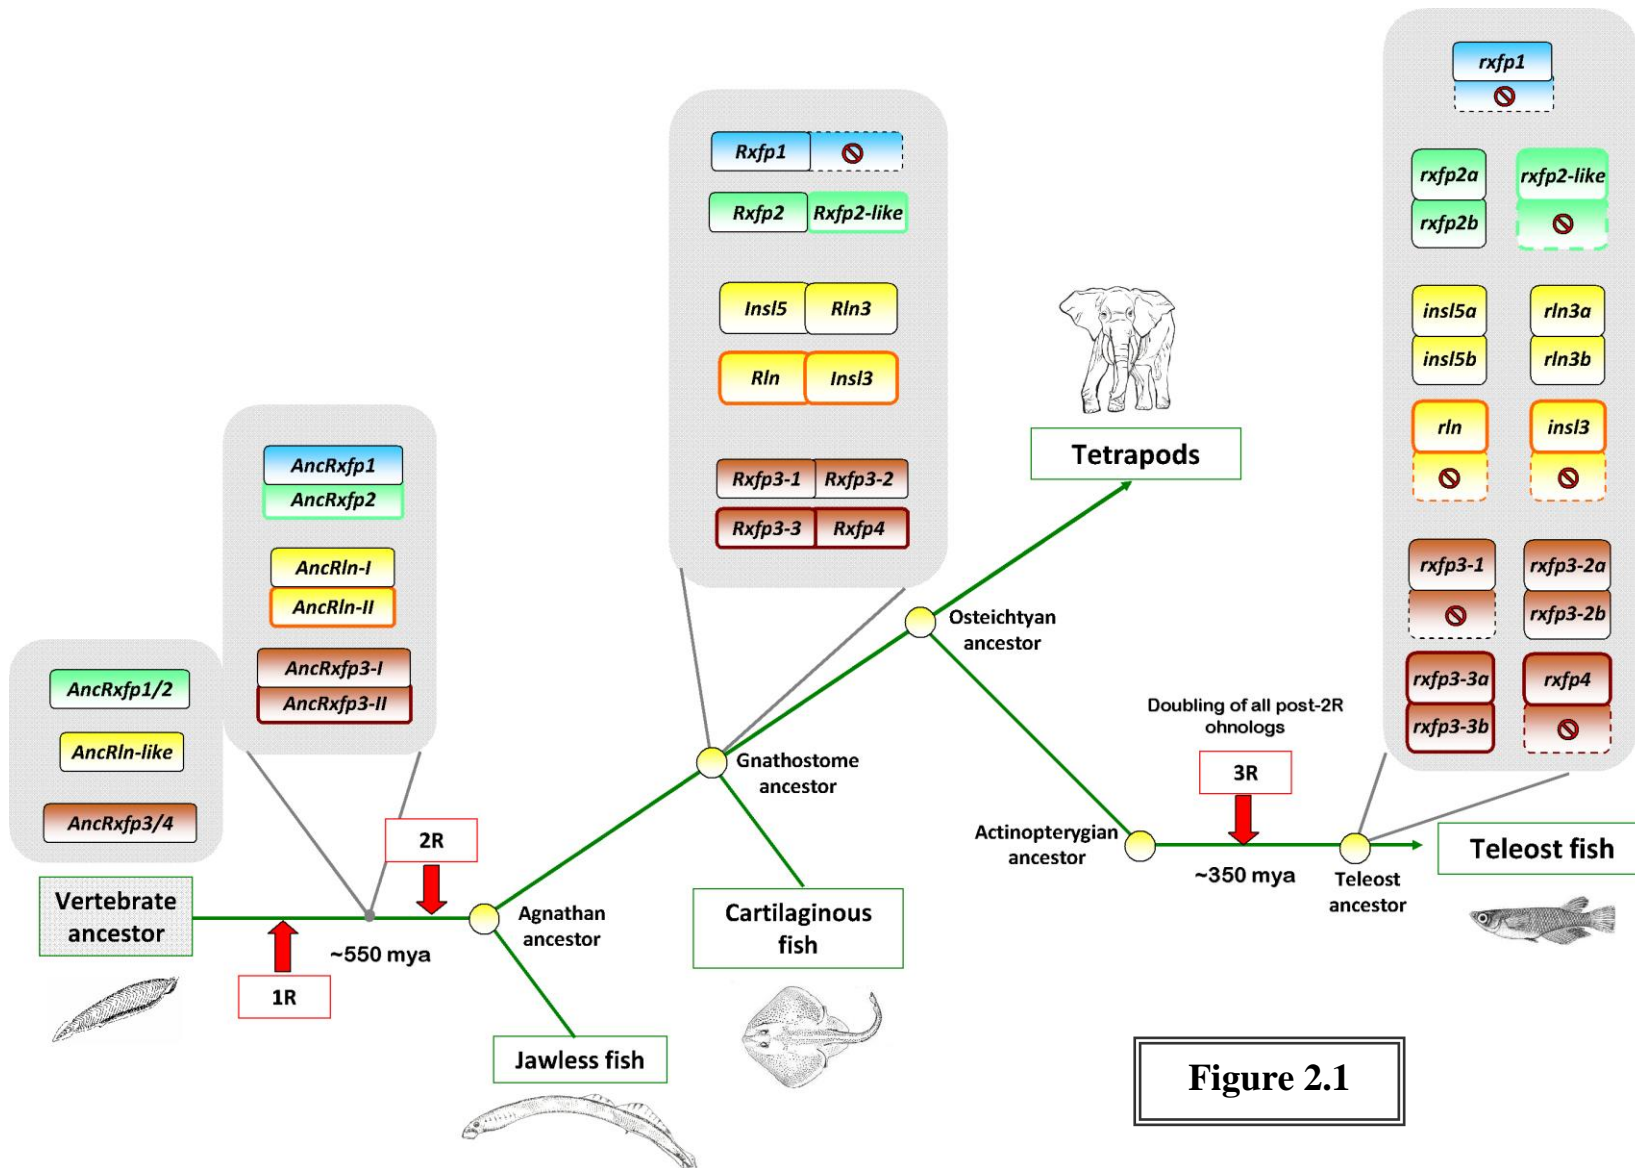 rxfp1
rxfp2a
rxfp2-like
rxfp2b
insl5a
rln3a
insl5b
rln3b
rln
insl3
rxfp3-1
rxfp3-2a
rxfp3-2b
rxfp3-3a
rxfp4
rxfp3-3b
Rxfp1
Rxfp2
Rxfp2-like
Insl5
Rln3
Rln
Insl3
Rxfp3-1
Rxfp3-2
Rxfp3-3
Rxfp4
AncRxfp1
AncRxfp2
AncRln-I
AncRln-II
AncRxfp3-I
AncRxfp3-II
AncRxfp1/2
AncRln-like
AncRxfp3/4
Tetrapods
Osteichtyan
ancestor
Doubling of all post-2R
ohnologs
3R
Gnathostome
ancestor
Actinopterygian
ancestor
~350 mya
Teleost
ancestor
Teleost fish
2R
Vertebrate
ancestor
1R
~550 mya
Agnathan
ancestor
Cartilaginous
fish
Jawless fish
Figure 2.1